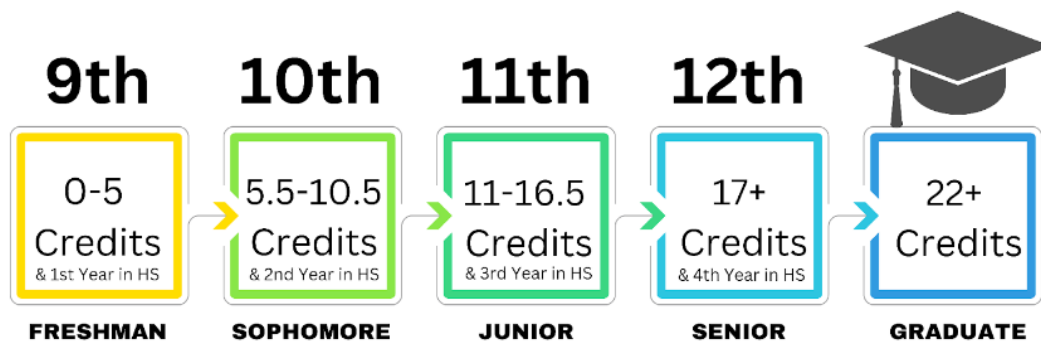 9th
10th
11th
12th
0-5
Credits
& 1st Year in HS
5.5-10.5
Credits
& 2nd Year in HS
11-16.5
Credits
& 3rd Year in HS
17+
Credits
& 4th Year in HS
22+
Credits
FRESHMAN
SOPHOMORE
JUNIOR
SENIOR
GRADUATE